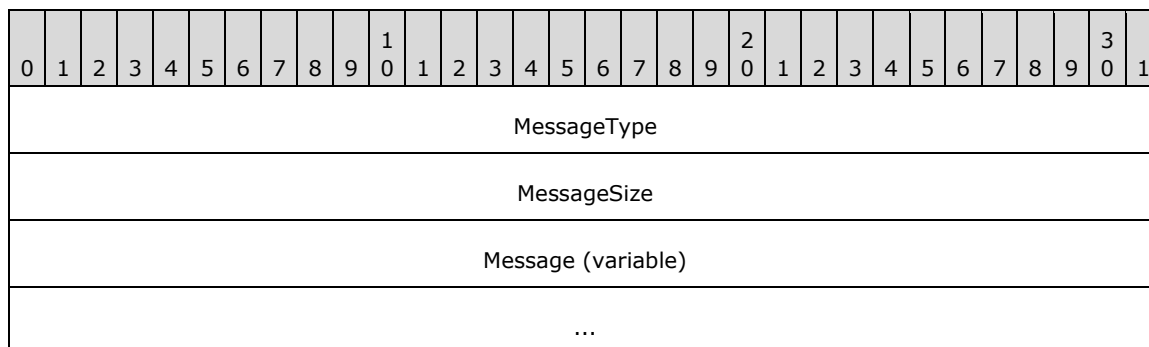 1 2 3
0 1 2 3 4 5 6 7 8 9 0 1 2 3 4 5 6 7 8 9 0 1 2 3 4 5 6 7 8 9 0 1
MessageType
MessageSize
Message (variable)
...